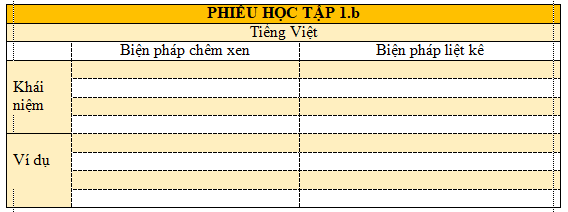 PHIẾU HỌC TẬP 1.b
Tiếng Việt
Biện pháp chêm xen Biện pháp liệt kê
Khái
niệm
Ví dụ